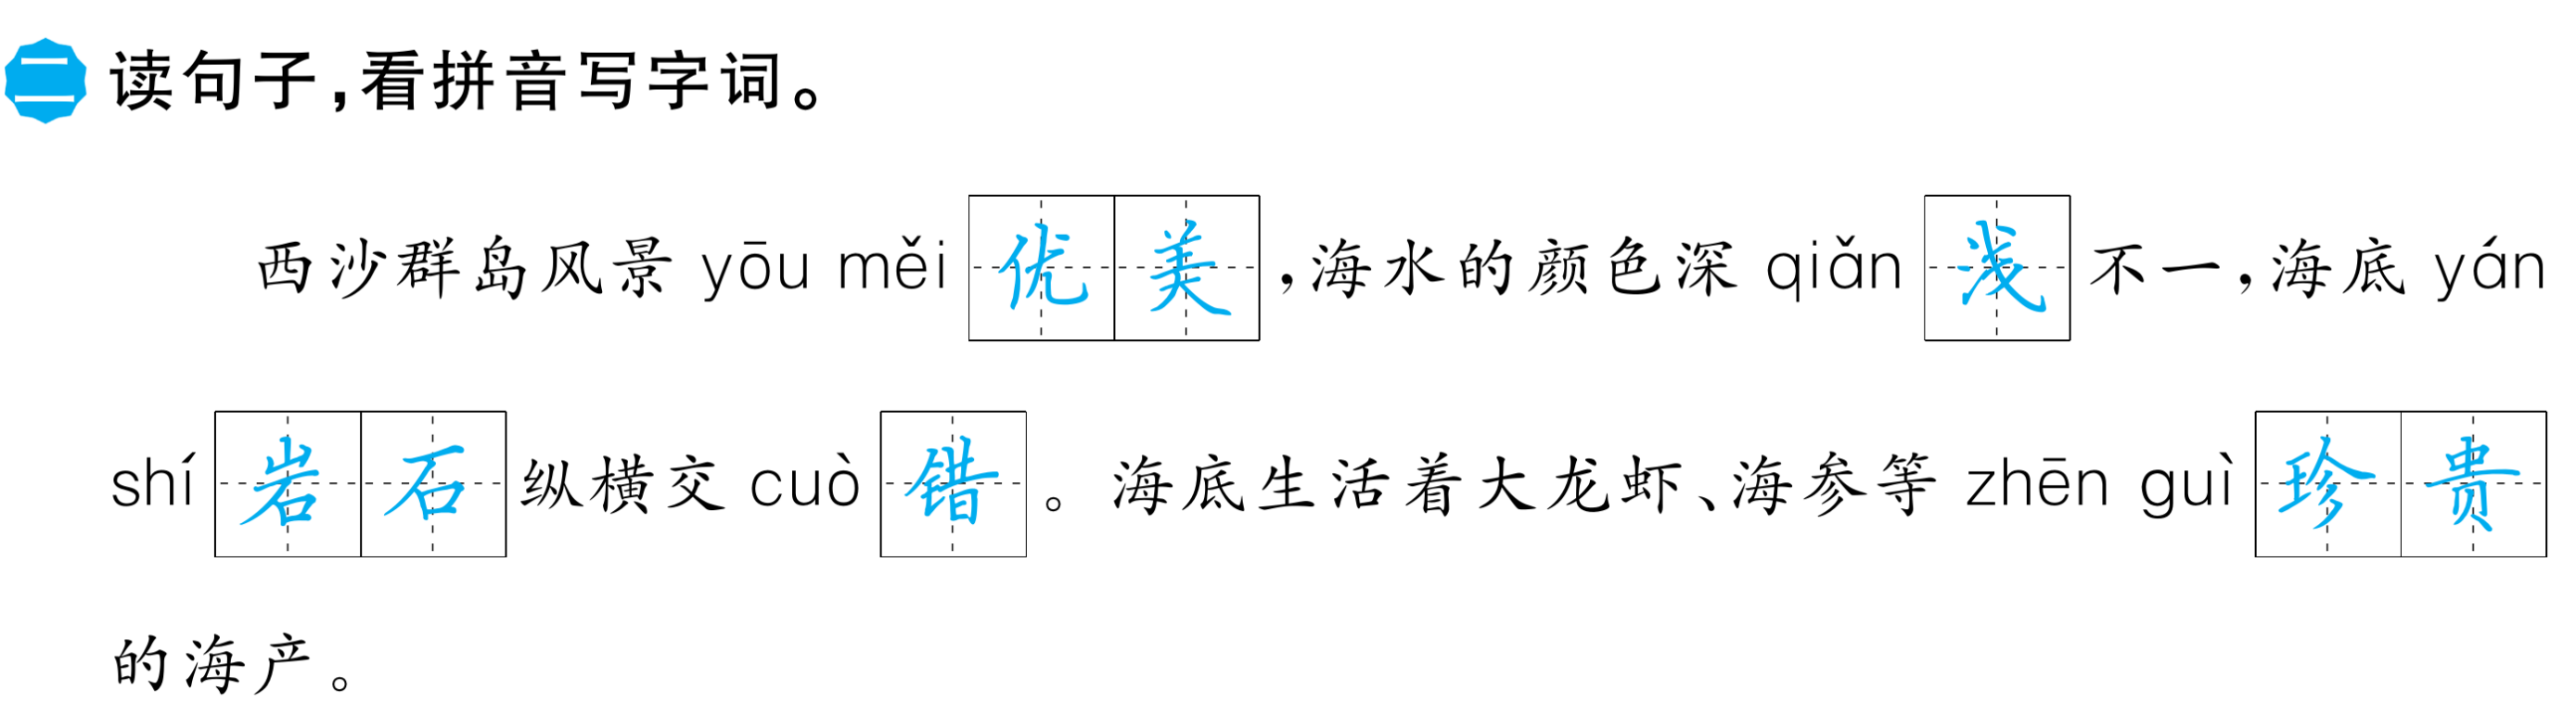 二 读句子,看拼音写字词。
西沙群岛风景 yōu měi 优美,海水的颜色深 qiǎn 浅 不一,海底 yán
shí 岩石 纵横交 cuò 错。海底生活着大龙虾、海参等 zhēn guì 珍贵
的海产。